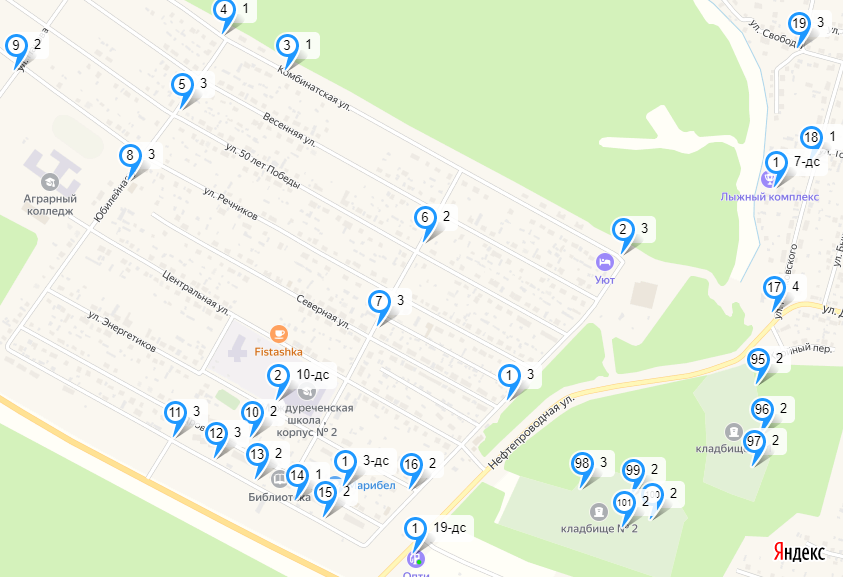 4 1
9 2
3 1
19 3
ул. Свобод
Комбинатская ул.
5 3
Весенняя ул.
18 1
8 3
ул. 50 лет Победы
1 7-дс
Аграрный
колледж
Юбилейна
ул. Речников
Лыжный комплекс
6 2
2 3
Уют
Центральная ул.
Северная ул.
7 3
17 4
ул. Д
ул. Энергетиков
Fistashka
95 2
2 10-дс
1 3
дуреченская
школа ,
корпус № 2
Нефтепроводная ул.
11 3
10 2
96 2
12 3
97 2
кладбище
13 2
14 1
1 3-дс
16 2
98 3
99 2
Библиотека
15 2
арибел
101 2
2
кладбище № 2
1 19-дс
Опти
Яндекс